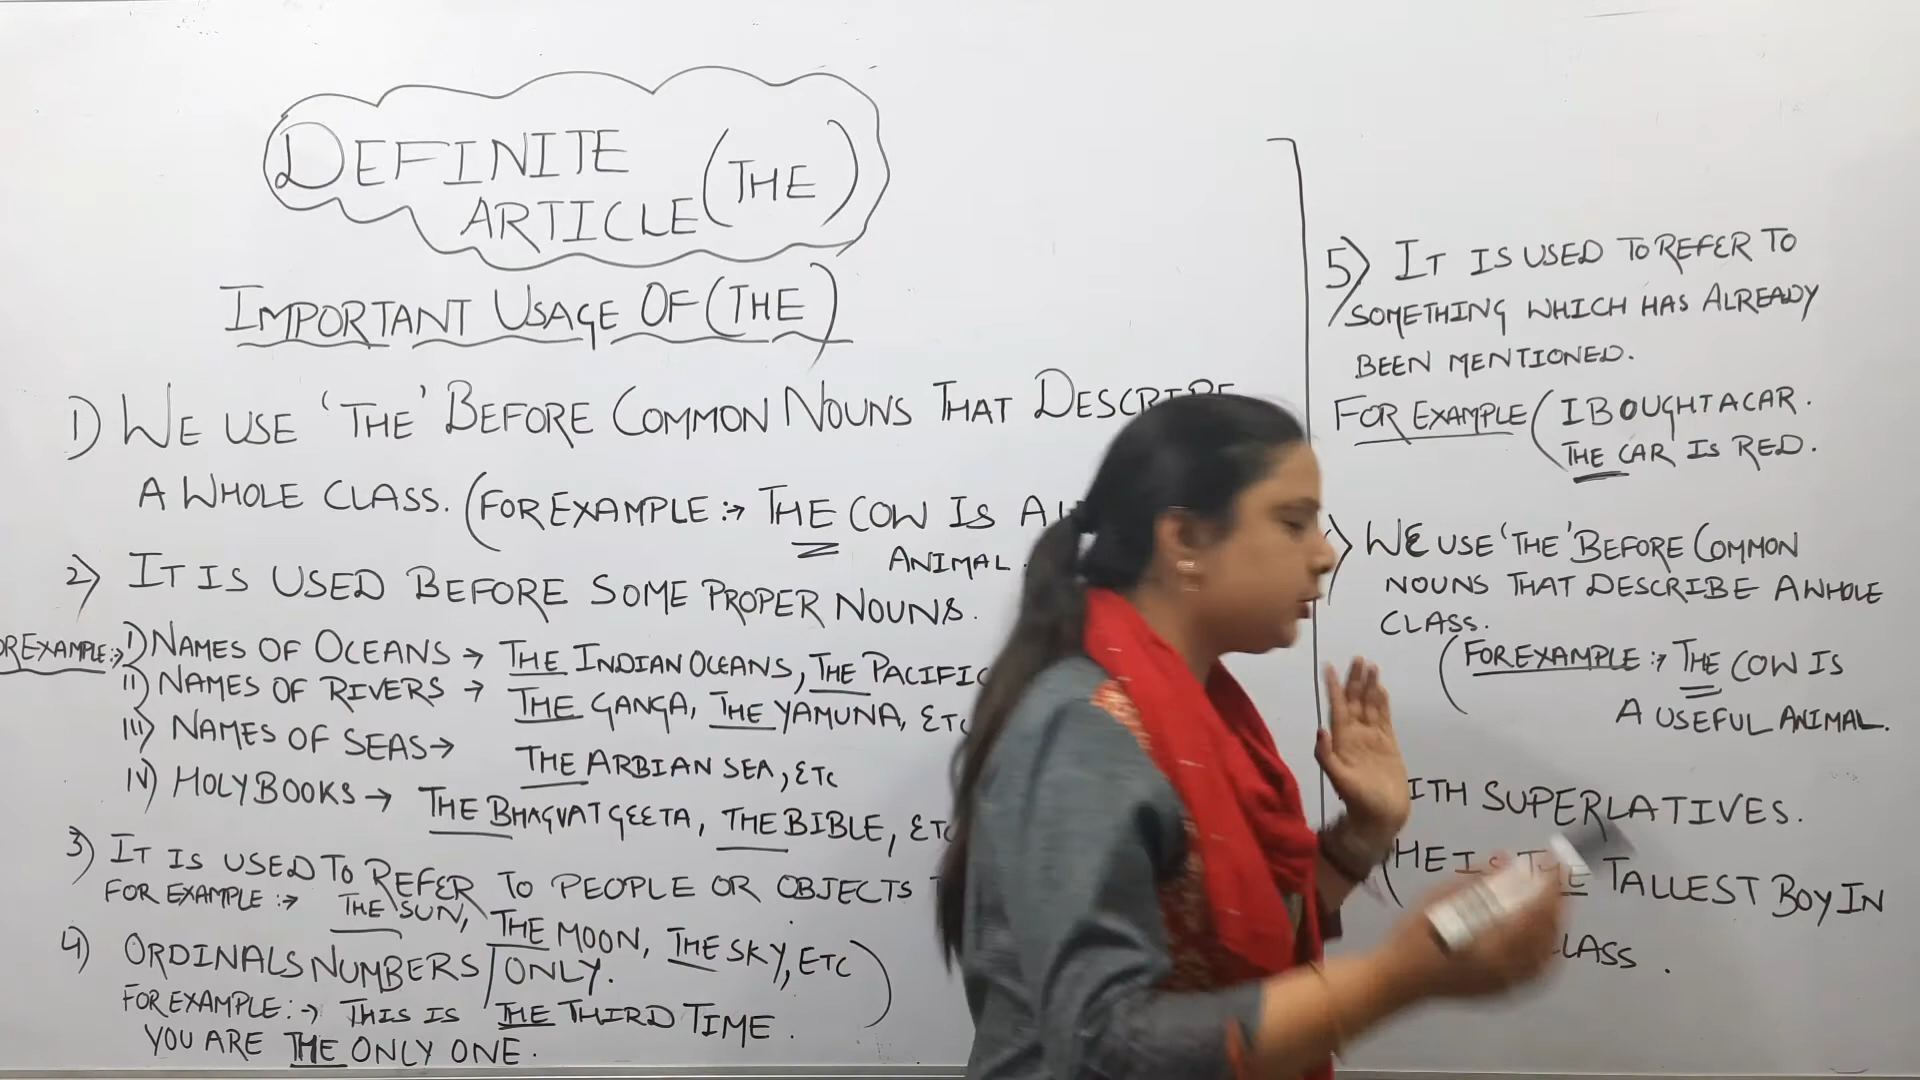 DEFINITE
ARTICLE (THE)
IMPORTANT USAGE OF (THE)
1) WE USE 'THE' BEFORE COMMON NOUNS THAT DESCRIBE
A WHOLE CLASS. (FOR EXAMPLE :→ THE COW IS A
ANIMAL.
2) IT IS USED BEFORE SOME PROPER NOUNS.
FOR EXAMPLE :→ I) NAMES OF OCEANS → THE INDIAN OCEANS, THE PACIFIC
II) NAMES OF RIVERS → THE GANGA, THE YAMUNA, ETC
III) NAMES OF SEAS → THE ARBIAN SEA, ETC
IV) HOLY BOOKS → THE BHAGVAT GEETA, THE BIBLE, ETC
3) IT IS USED TO REFER TO PEOPLE OR OBJECTS
FOR EXAMPLE :→ THE SUN, THE MOON, THE SKY, ETC
4) ORDINALS NUMBERS / ONLY.
FOR EXAMPLE :→ THIS IS THE THIRD TIME.
YOU ARE THE ONLY ONE.
5) IT IS USED TO REFER TO
SOMETHING WHICH HAS ALREADY
BEEN MENTIONED.
FOR EXAMPLE (I BOUGHT A CAR.
THE CAR IS RED.
) WE USE 'THE' BEFORE COMMON
NOUNS THAT DESCRIBE A WHOLE
CLASS.
(FOR EXAMPLE :→ THE COW IS
A USEFUL ANIMAL.
ITH SUPERLATIVES.
(HE IS THE TALLEST BOY IN
LASS.